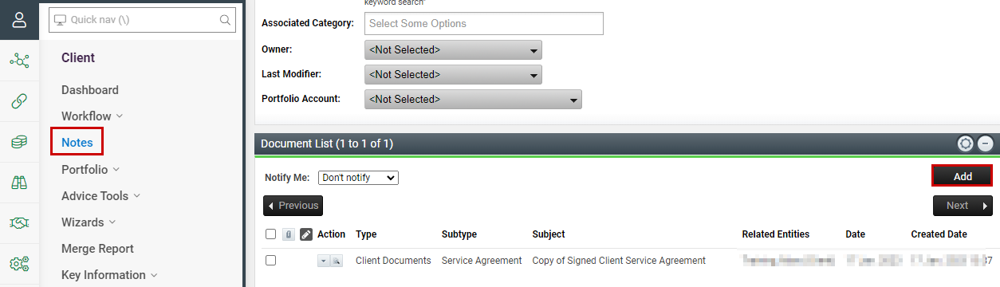 Quick nav (\)
Client
Dashboard
Workflow
Notes
Portfolio
Advice Tools
Wizards
Merge Report
Key Information
keyword search"
Associated Category: Select Some Options
Owner: <Not Selected>
Last Modifier: <Not Selected>
Portfolio Account: <Not Selected>
Document List (1 to 1 of 1)
Notify Me: Don't notify Add
Previous Next
Action Type Subtype Subject Related Entities Date Created Date
Client Documents Service Agreement Copy of Signed Client Service Agreement